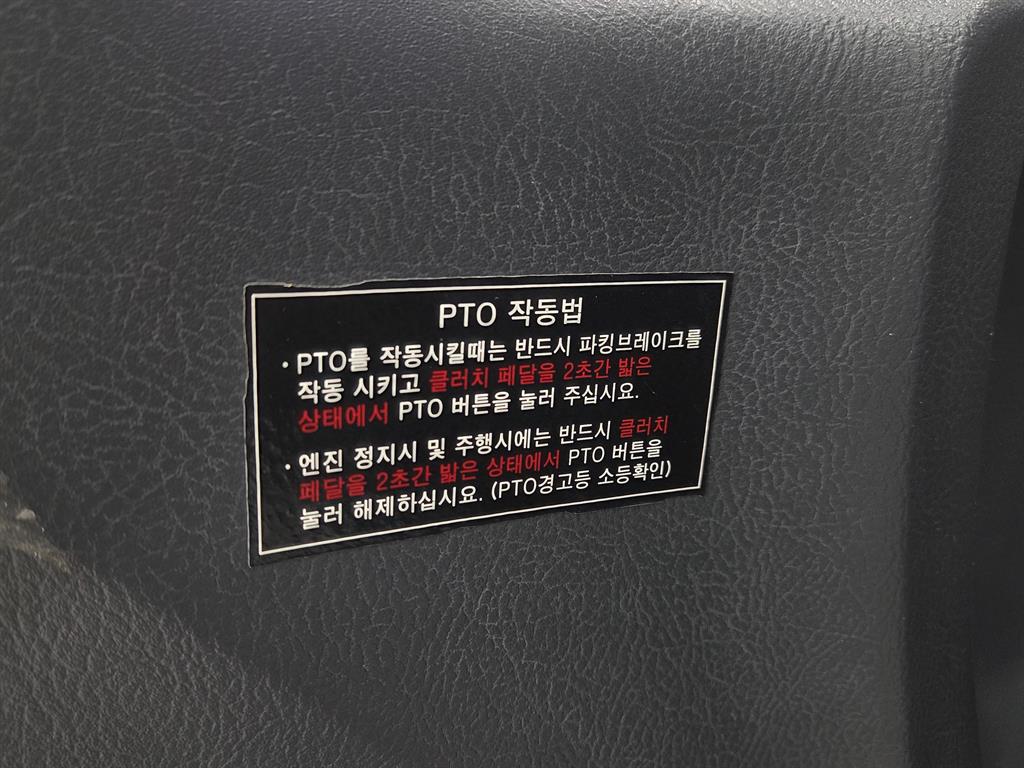 PTO 작동법
· PTO를 작동시킬때는 반드시 파킹브레이크를
작동 시키고 클러치 페달을 2초간 밟은
상태에서 PTO 버튼을 눌러 주십시요.
· 엔진 정지시 및 주행시에는 반드시 클러치
페달을 2초간 밟은 상태에서 PTO 버튼을
눌러 해제하십시요. (PTO경고등 소등확인)